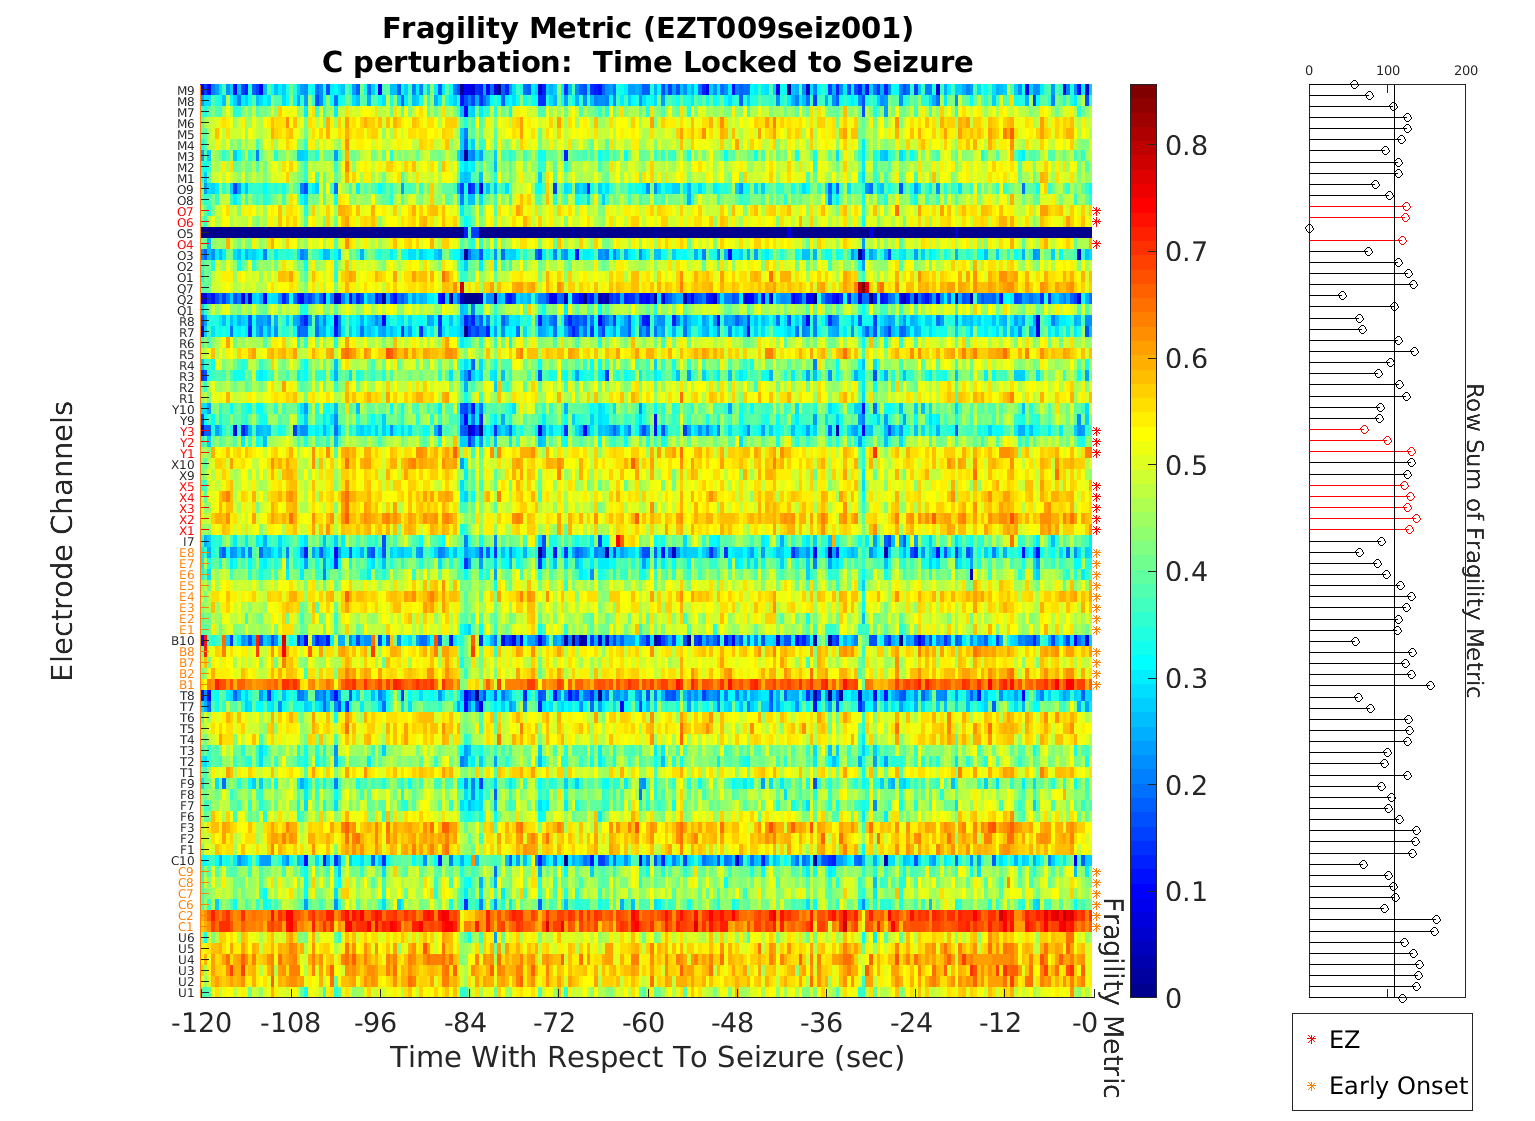 Fragility Metric (EZT009seiz001)
C perturbation:  Time Locked to Seizure
Electrode Channels
M9
M8
M7
M6
M5
M4
M3
M2
M1
O9
O8
O7
O6
O5
O4
O3
O2
O1
Q7
Q2
Q1
R8
R7
R6
R5
R4
R3
R2
R1
Y10
Y9
Y3
Y2
Y1
X10
X9
X5
X4
X3
X2
X1
I7
E8
E7
E6
E5
E4
E3
E2
E1
B10
B8
B7
B2
B1
T8
T7
T6
T5
T4
T3
T2
T1
F9
F8
F7
F6
F3
F2
F1
C10
C9
C8
C7
C6
C2
C1
U6
U5
U4
U3
U2
U1
-120 -108 -96 -84 -72 -60 -48 -36 -24 -12 -0
Time With Respect To Seizure (sec)
0.8
0.7
0.6
0.5
0.4
0.3
0.2
0.1
0
Fragility Metric
0 100 200
Row Sum of Fragility Metric
EZ
Early Onset